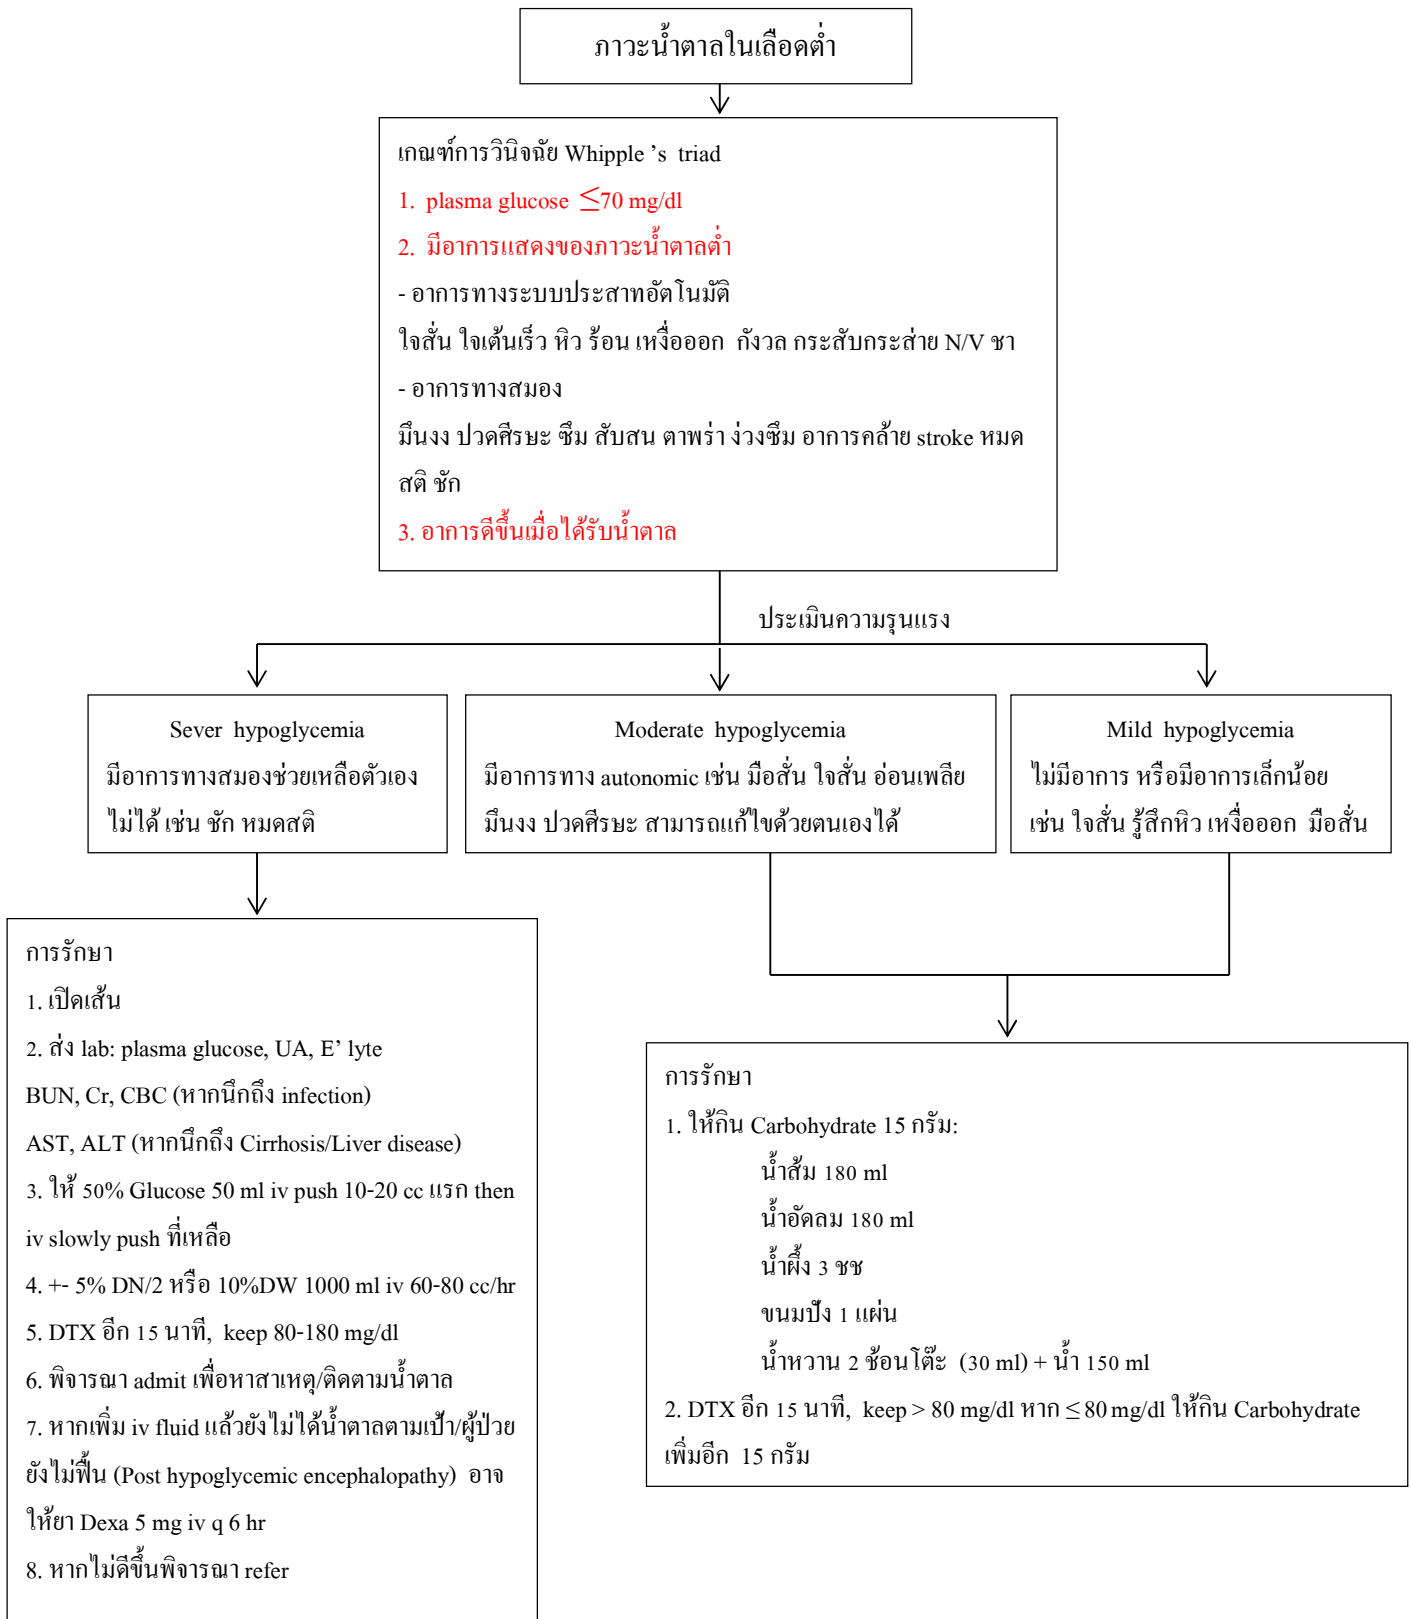 ภาวะน้ำตาลในเลือดต่ำ
เกณฑ์การวินิจฉัย Whipple ’s triad
1. plasma glucose ≤70 mg/dl
2. มีอาการแสดงของภาวะน้ำตาลต่ำ
- อาการทางระบบประสาทอัตโนมัติ
ใจสั่น ใจเต้นเร็ว หิว ร้อน เหงื่อออก กังวล กระสับกระส่าย N/V ชา
- อาการทางสมอง
มึนงง ปวดศีรษะ ซึม สับสน ตาพร่า ง่วงซึม อาการคล้าย stroke หมด
สติ ชัก
3. อาการดีขึ้นเมื่อได้รับน้ำตาล
ประเมินความรุนแรง
Sever hypoglycemia
มีอาการทางสมองช่วยเหลือตัวเอง
ไม่ได้ เช่น ชัก หมดสติ
Moderate hypoglycemia
มีอาการทาง autonomic เช่น มือสั่น ใจสั่น อ่อนเพลีย
มึนงง ปวดศีรษะ สามารถแก้ไขด้วยตนเองได้
Mild hypoglycemia
ไม่มีอาการ หรือมีอาการเล็กน้อย
เช่น ใจสั่น รู้สึกหิว เหงื่อออก มือสั่น
การรักษา
1. เปิดเส้น
2. ส่ง lab: plasma glucose, UA, E’ lyte
BUN, Cr, CBC (หากนึกถึง infection)
AST, ALT (หากนึกถึง Cirrhosis/Liver disease)
3. ให้ 50% Glucose 50 ml iv push 10-20 cc แรก then
iv slowly push ที่เหลือ
4. +- 5% DN/2 หรือ 10%DW 1000 ml iv 60-80 cc/hr
5. DTX อีก 15 นาที, keep 80-180 mg/dl
6. พิจารณา admit เพื่อหาสาเหตุ/ติดตามน้ำตาล
7. หากเพิ่ม iv fluid แล้วยังไม่ได้น้ำตาลตามเป้า/ผู้ป่วย
ยังไม่ฟื้น (Post hypoglycemic encephalopathy) อาจ
ให้ยา Dexa 5 mg iv q 6 hr
8. หากไม่ดีขึ้นพิจารณา refer
การรักษา
1. ให้กิน Carbohydrate 15 กรัม:
น้ำส้ม 180 ml
น้ำอัดลม 180 ml
น้ำผึ้ง 3 ชช
ขนมปัง 1 แผ่น
น้ำหวาน 2 ช้อนโต๊ะ (30 ml) + น้ำ 150 ml
2. DTX อีก 15 นาที, keep > 80 mg/dl หาก ≤ 80 mg/dl ให้กิน Carbohydrate
เพิ่มอีก 15 กรัม